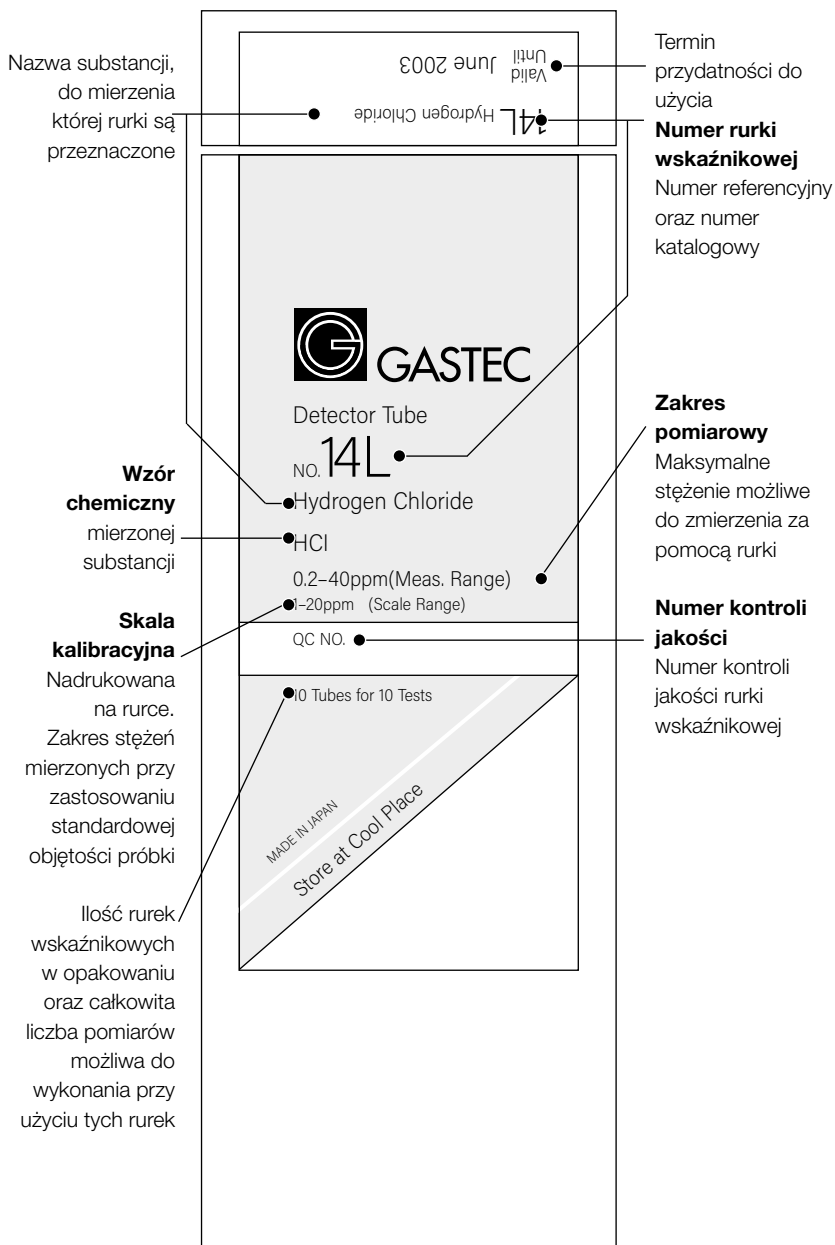 Nazwa substancji,
do mierzenia
której rurki są
przeznaczone
Valid
Until
June 2003
14L
Hydrogen Chloride
Termin
przydatności do
użycia
Numer rurki
wskaźnikowej
Numer referencyjny
oraz numer
katalogowy
G GASTEC
Detector Tube
NO. 14L
Hydrogen Chloride
HCl
0.2–40ppm(Meas. Range)
1–20ppm (Scale Range)
QC NO.
10 Tubes for 10 Tests
MADE IN JAPAN
Store at Cool Place
Wzór
chemiczny
mierzonej
substancji
Skala
kalibracyjna
Nadrukowana
na rurce.
Zakres stężeń
mierzonych przy
zastosowaniu
standardowej
objętości próbki
Ilość rurek
wskaźnikowych
w opakowaniu
oraz całkowita
liczba pomiarów
możliwa do
wykonania przy
użyciu tych rurek
Zakres
pomiarowy
Maksymalne
stężenie możliwe
do zmierzenia za
pomocą rurki
Numer kontroli
jakości
Numer kontroli
jakości rurki
wskaźnikowej